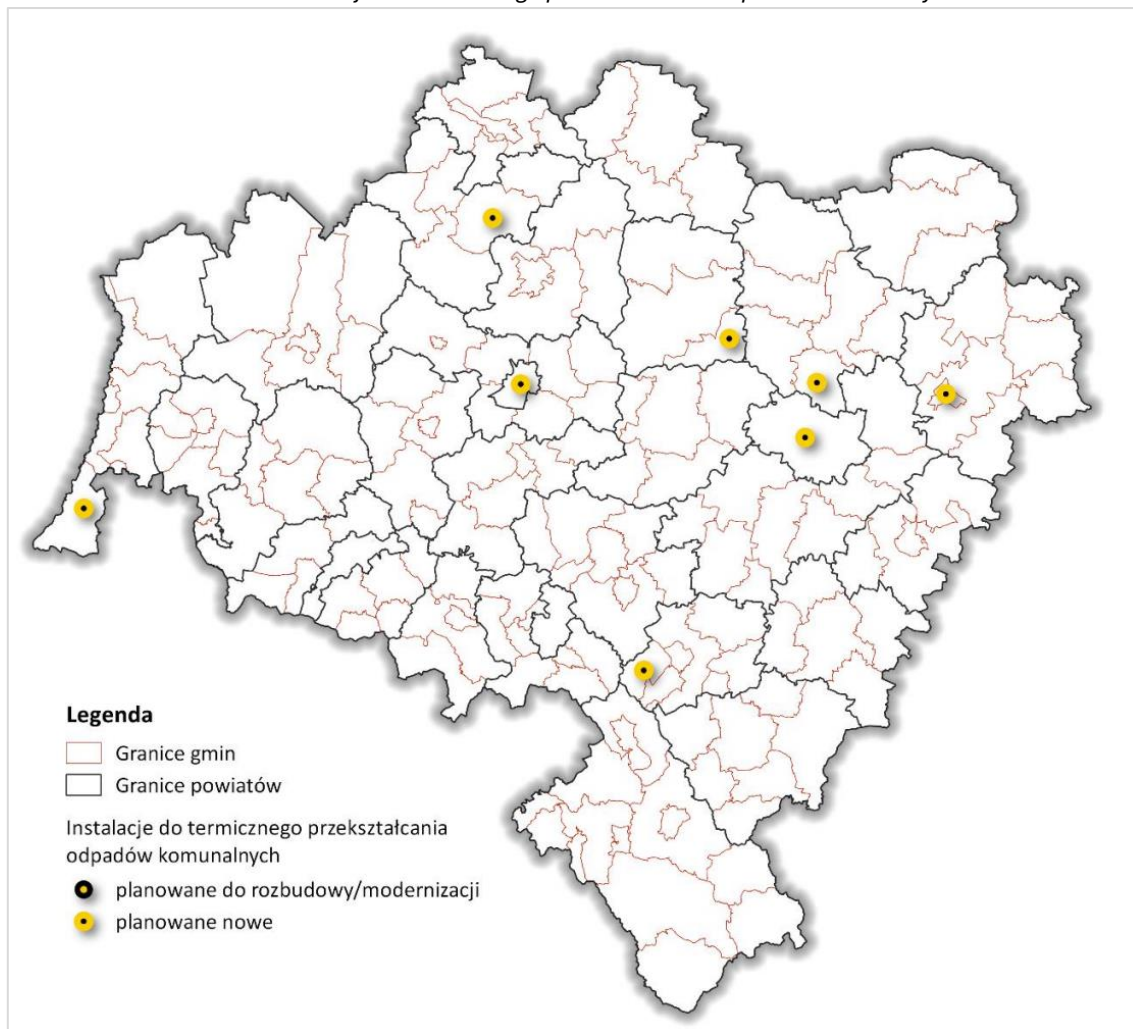 Legenda
Granice gmin
Granice powiatów
Instalacje do termicznego przekształcania
odpadów komunalnych
planowane do rozbudowy/modernizacji
planowane nowe